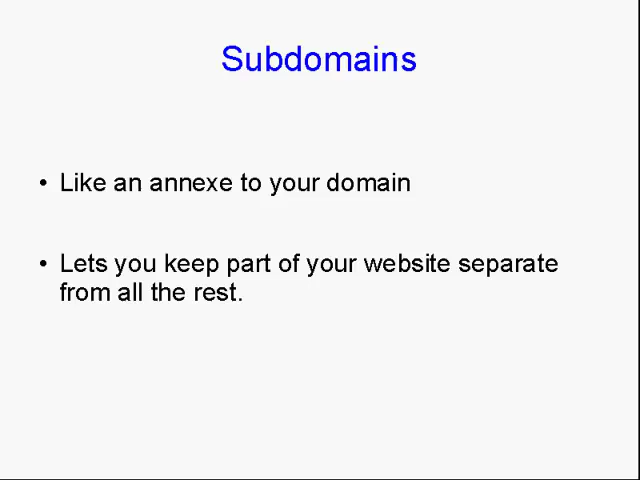 Subdomains
• Like an annexe to your domain
• Lets you keep part of your website separate
from all the rest.